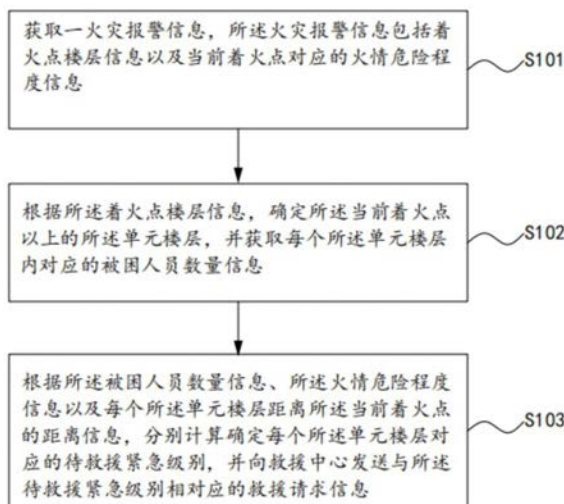 获取一火灾报警信息，所述火灾报警信息包括着
火点楼层信息以及当前着火点对应的火情危险程
度信息
S101
根据所述着火点楼层信息，确定所述当前着火点
以上的所述单元楼层，并获取每个所述单元楼层
内对应的被困人员数量信息
S102
根据所述被困人员数量信息、所述火情危险程度
信息以及每个所述单元楼层距离所述当前着火点
的距离信息，分别计算确定每个所述单元楼层对
应的待救援紧急级别，并向救援中心发送与所述
待救援紧急级别相对应的救援请求信息
S103